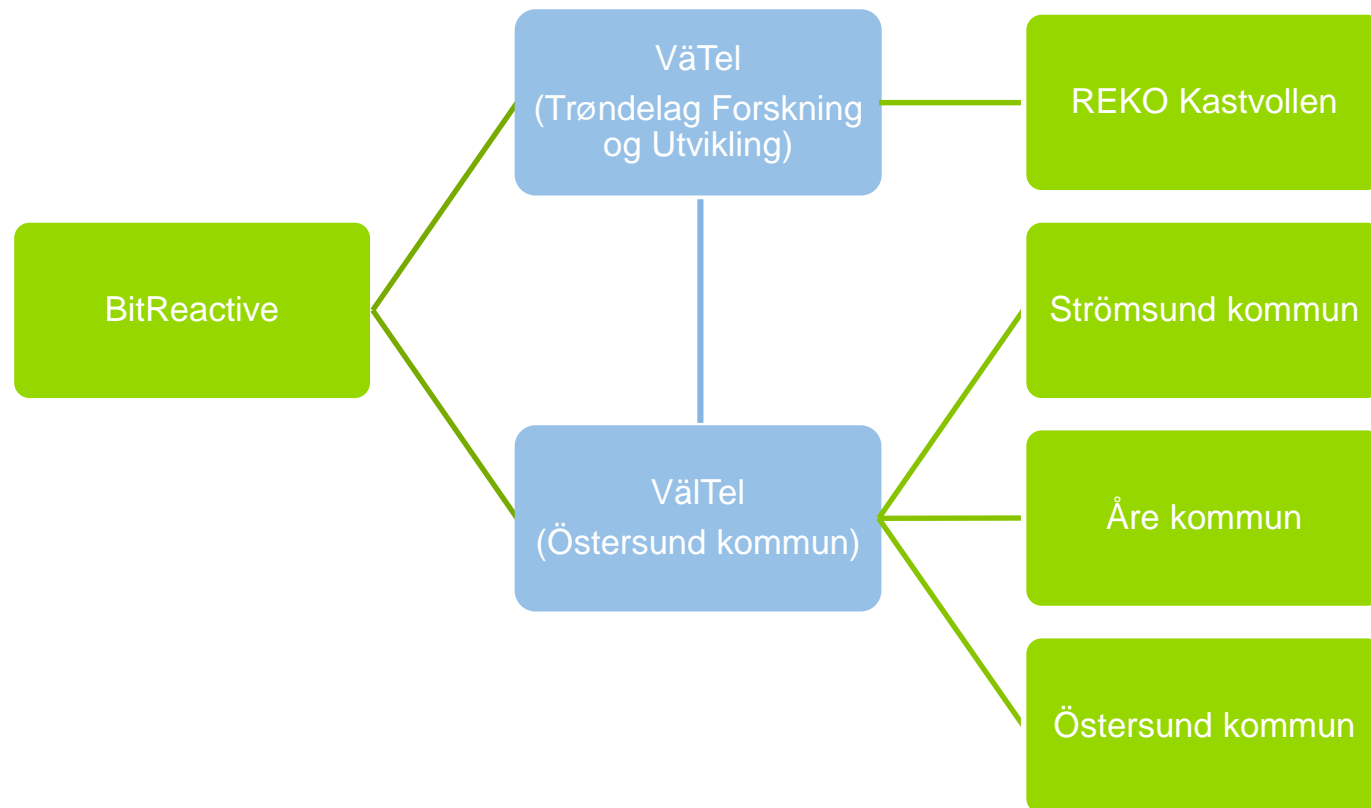 VäTel
(Trøndelag Forskning
og Utvikling)
REKO Kastvollen
BitReactive
Strömsund kommun
VälTel
(Östersund kommun)
Åre kommun
Östersund kommun